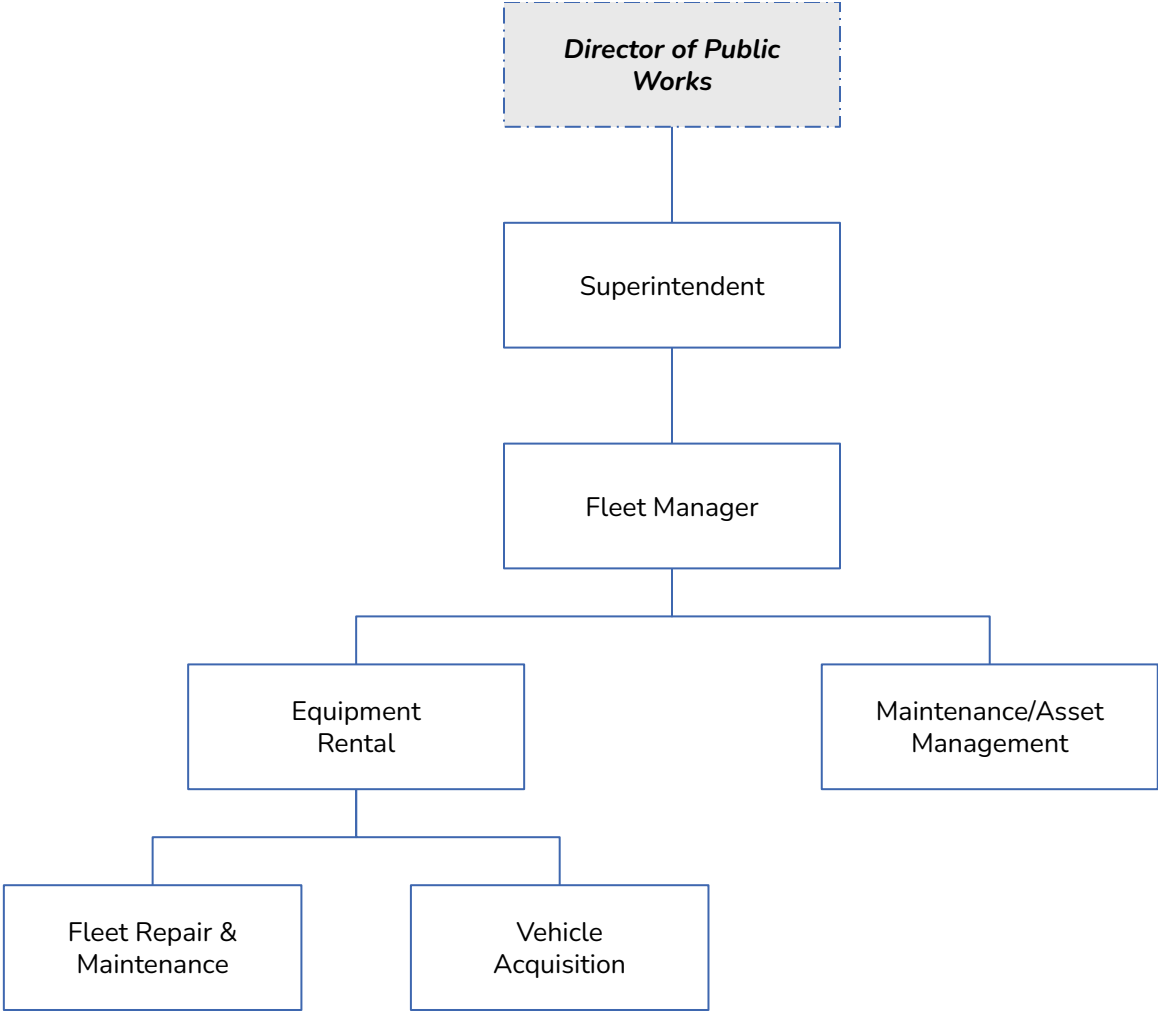 Director of Public
Works
Superintendent
Fleet Manager
Equipment
Rental
Maintenance/Asset
Management
Fleet Repair &
Maintenance
Vehicle
Acquisition